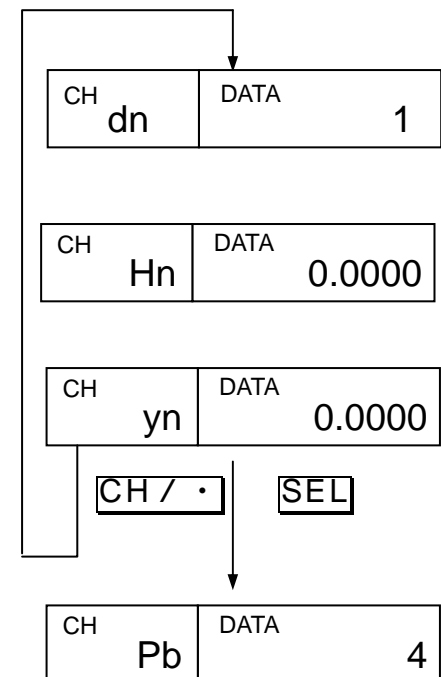 CH DATA
dn 1
CH DATA
Hn 0.0000
CH DATA
yn 0.0000
CH / ・ SEL
CH DATA
Pb 4